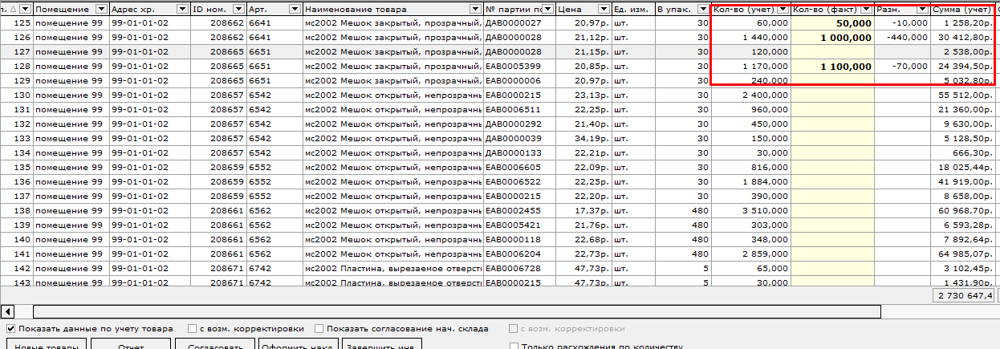 п. Помещение Адрес хр. ID ном. Арт. Наименование товара № партии по Цена Ед. изм. В упак. Кол-во (учет) Кол-во (факт) Разн. Сумма (учет)
125 помещение 99 99-01-01-02 208662 6641 мс2002 Мешок закрытый, прозрачный, ДАВ0000027 20,97р. шт. 30 60,000 50,000 -10,000 1 258,20р.
126 помещение 99 99-01-01-02 208662 6641 мс2002 Мешок закрытый, прозрачный, ДАВ0000028 21,12р. шт. 30 1 440,000 1 000,000 -440,000 30 412,80р.
127 помещение 99 99-01-01-02 208665 6651 мс2002 Мешок закрытый, прозрачный, ДАВ0000028 21,15р. шт. 30 120,000 2 538,00р.
128 помещение 99 99-01-01-02 208665 6651 мс2002 Мешок закрытый, прозрачный, ЕАВ0005399 20,85р. шт. 30 1 170,000 1 100,000 -70,000 24 394,50р.
129 помещение 99 99-01-01-02 208665 6651 мс2002 Мешок закрытый, прозрачный, ЕАВ0000006 20,97р. шт. 30 240,000 5 032,80р.
130 помещение 99 99-01-01-02 208657 6542 мс2002 Мешок открытый, непрозрачн ЕАВ0000215 23,13р. шт. 30 2 400,000 55 512,00р.
131 помещение 99 99-01-01-02 208657 6542 мс2002 Мешок открытый, непрозрачн ЕАВ0006511 22,25р. шт. 30 960,000 21 360,00р.
132 помещение 99 99-01-01-02 208657 6542 мс2002 Мешок открытый, непрозрачн ДАВ0000292 21,40р. шт. 30 450,000 9 630,00р.
133 помещение 99 99-01-01-02 208657 6542 мс2002 Мешок открытый, непрозрачн ДАВ0000039 34,19р. шт. 30 150,000 5 128,50р.
134 помещение 99 99-01-01-02 208657 6542 мс2002 Мешок открытый, непрозрачн ДАВ0000133 22,21р. шт. 30 30,000 666,30р.
135 помещение 99 99-01-01-02 208659 6552 мс2002 Мешок открытый, непрозрачн ЕАВ0006605 22,09р. шт. 30 816,000 18 025,44р.
136 помещение 99 99-01-01-02 208659 6552 мс2002 Мешок открытый, непрозрачн ЕАВ0006522 22,25р. шт. 30 1 884,000 41 919,00р.
137 помещение 99 99-01-01-02 208659 6552 мс2002 Мешок открытый, непрозрачн ЕАВ0000215 22,20р. шт. 30 390,000 8 658,00р.
138 помещение 99 99-01-01-02 208661 6562 мс2002 Мешок открытый, непрозрачн ЕАВ0002455 17,37р. шт. 480 3 510,000 60 968,70р.
139 помещение 99 99-01-01-02 208661 6562 мс2002 Мешок открытый, непрозрачн ЕАВ0005421 21,76р. шт. 480 303,000 6 593,28р.
140 помещение 99 99-01-01-02 208661 6562 мс2002 Мешок открытый, непрозрачн ЕАВ0000118 22,68р. шт. 480 348,000 7 892,64р.
141 помещение 99 99-01-01-02 208661 6562 мс2002 Мешок открытый, непрозрачн ЕАВ0006204 22,73р. шт. 480 2 859,000 64 985,07р.
142 помещение 99 99-01-01-02 208671 6742 мс2002 Пластина, вырезаемое отверст ЕАВ0006728 47,73р. шт. 5 65,000 3 102,45р.
143 помещение 99 99-01-01-02 208671 6742 мс2002 Пластина, вырезаемое отверст ЕАВ0000215 47,73р. шт. 5 30,000 1 431,90р.
2 730 647,4
Показать данные по учету товара с возм. корректировки Показать согласование нач. склада с возм. корректировки
Новые товары Отчет Согласовать Оформить накл. Завершить инв. Только расхождения по количеству